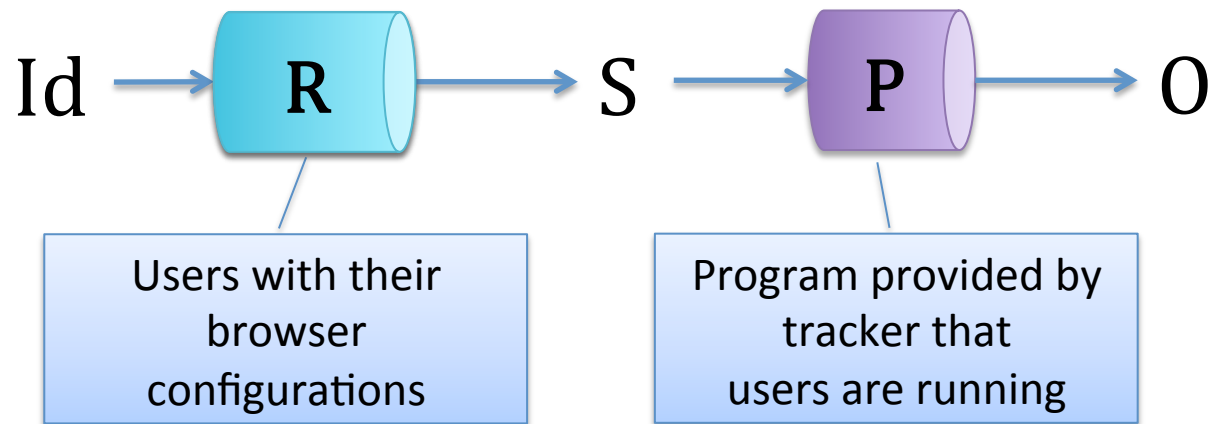 Id R S P O
Users with their
browser
configurations
Program provided by
tracker that
users are running